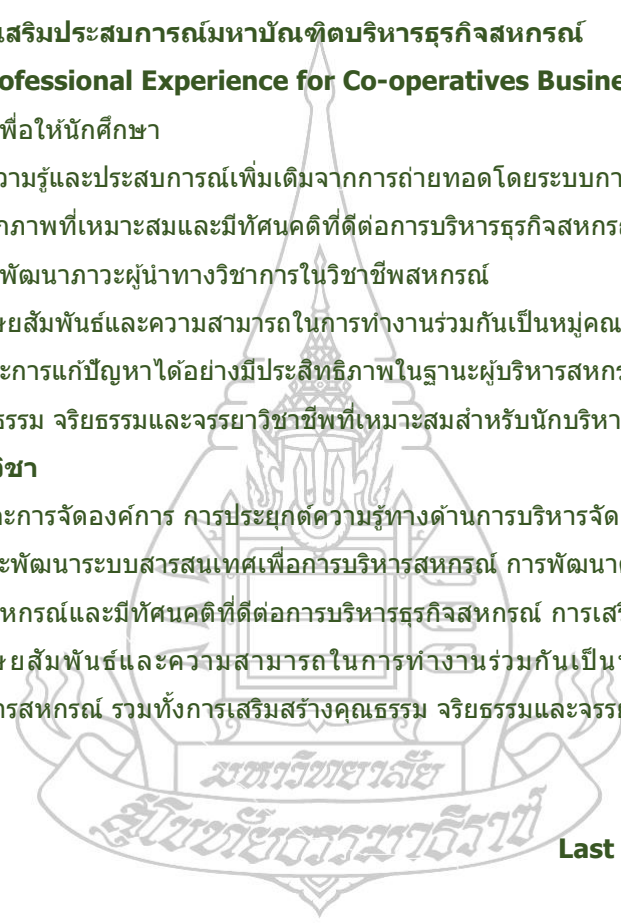 เสริมประสบการณ์มหาบัณฑิตบริหารธุรกิจสหกรณ์
ofessional Experience for Co-operatives Busine
พื่อให้นักศึกษา
วามรู้และประสบการณ์เพิ่มเติมจากการถ่ายทอดโดยระบบกา
กภาพที่เหมาะสมและมีทัศนคติที่ดีต่อการบริหารธุรกิจสหกรณ
พัฒนาภาวะผู้นำทางวิชาการในวิชาชีพสหกรณ์
ษยสัมพันธ์และความสามารถในการทำงานร่วมกันเป็นหมู่คณ
ะการแก้ปัญหาได้อย่างมีประสิทธิภาพในฐานะผู้บริหารสหกร
ธรรม จริยธรรมและจรรยาวิชาชีพที่เหมาะสมสำหรับนักบริหา
วิชา
ละการจัดองค์การ การประยุกต์ความรู้ทางด้านการบริหารจัด
ะพัฒนาระบบสารสนเทศเพื่อการบริหารสหกรณ์ การพัฒนา
หกรณ์และมีทัศนคติที่ดีต่อการบริหารธุรกิจสหกรณ์ การเสริ
ษยสัมพันธ์และความสามารถในการทำงานร่วมกันเป็น
ารสหกรณ์ รวมทั้งการเสริมสร้างคุณธรรม จริยธรรมและจรร
มหาวิทยาลัย
สุโขทัยธรรมาธิราช
Last